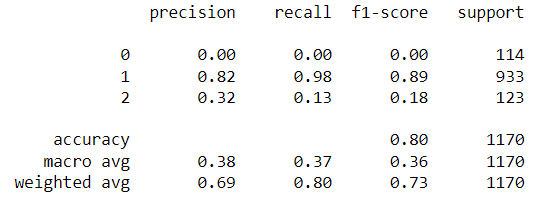 precision recall f1-score support
0 0.00 0.00 0.00 114
1 0.82 0.98 0.89 933
2 0.32 0.13 0.18 123
accuracy 0.80 1170
macro avg 0.38 0.37 0.36 1170
weighted avg 0.69 0.80 0.73 1170